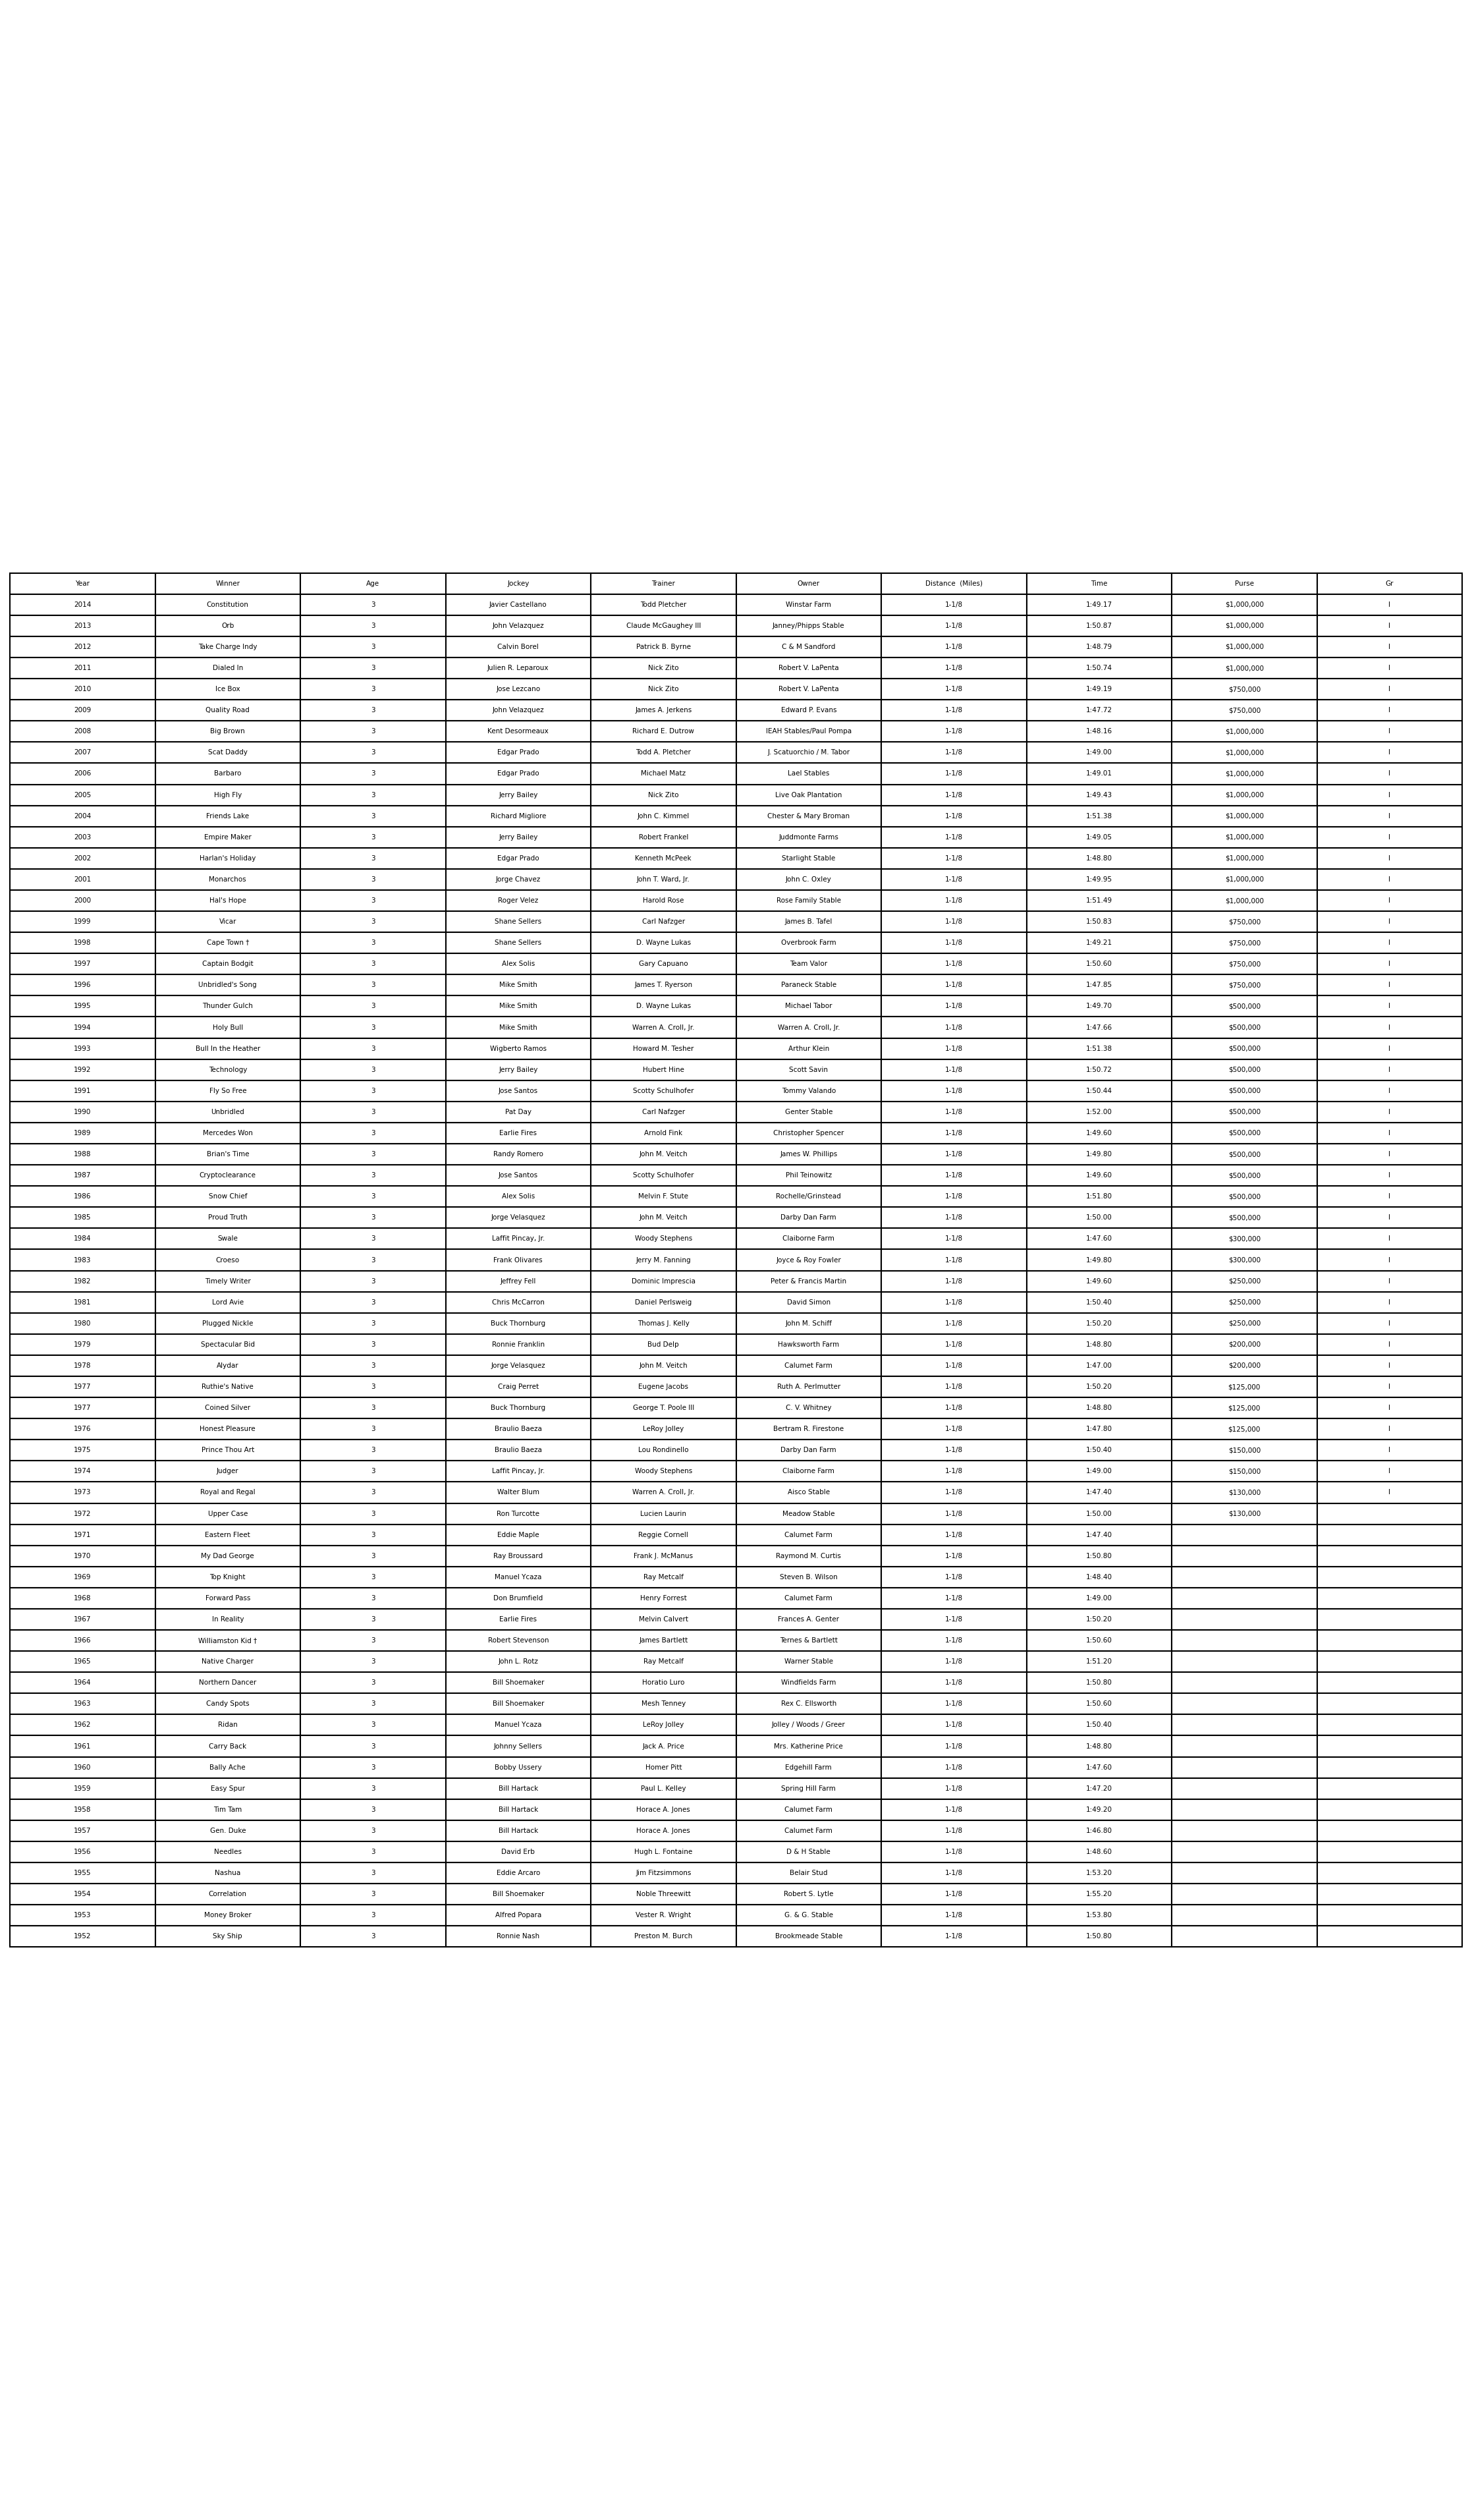 Year Winner Age Jockey Trainer Owner Distance (Miles) Time Purse Gr
2014 Constitution 3 Javier Castellano Todd Pletcher Winstar Farm 1-1/8 1:49.17 $1,000,000 I
2013 Orb 3 John Velazquez Claude McGaughey III Janney/Phipps Stable 1-1/8 1:50.87 $1,000,000 I
2012 Take Charge Indy 3 Calvin Borel Patrick B. Byrne C & M Sandford 1-1/8 1:48.79 $1,000,000 I
2011 Dialed In 3 Julien R. Leparoux Nick Zito Robert V. LaPenta 1-1/8 1:50.74 $1,000,000 I
2010 Ice Box 3 Jose Lezcano Nick Zito Robert V. LaPenta 1-1/8 1:49.19 $750,000 I
2009 Quality Road 3 John Velazquez James A. Jerkens Edward P. Evans 1-1/8 1:47.72 $750,000 I
2008 Big Brown 3 Kent Desormeaux Richard E. Dutrow IEAH Stables/Paul Pompa 1-1/8 1:48.16 $1,000,000 I
2007 Scat Daddy 3 Edgar Prado Todd A. Pletcher J. Scatuorchio / M. Tabor 1-1/8 1:49.00 $1,000,000 I
2006 Barbaro 3 Edgar Prado Michael Matz Lael Stables 1-1/8 1:49.01 $1,000,000 I
2005 High Fly 3 Jerry Bailey Nick Zito Live Oak Plantation 1-1/8 1:49.43 $1,000,000 I
2004 Friends Lake 3 Richard Migliore John C. Kimmel Chester & Mary Broman 1-1/8 1:51.38 $1,000,000 I
2003 Empire Maker 3 Jerry Bailey Robert Frankel Juddmonte Farms 1-1/8 1:49.05 $1,000,000 I
2002 Harlan's Holiday 3 Edgar Prado Kenneth McPeek Starlight Stable 1-1/8 1:48.80 $1,000,000 I
2001 Monarchos 3 Jorge Chavez John T. Ward, Jr. John C. Oxley 1-1/8 1:49.95 $1,000,000 I
2000 Hal's Hope 3 Roger Velez Harold Rose Rose Family Stable 1-1/8 1:51.49 $1,000,000 I
1999 Vicar 3 Shane Sellers Carl Nafzger James B. Tafel 1-1/8 1:50.83 $750,000 I
1998 Cape Town † 3 Shane Sellers D. Wayne Lukas Overbrook Farm 1-1/8 1:49.21 $750,000 I
1997 Captain Bodgit 3 Alex Solis Gary Capuano Team Valor 1-1/8 1:50.60 $750,000 I
1996 Unbridled's Song 3 Mike Smith James T. Ryerson Paraneck Stable 1-1/8 1:47.85 $750,000 I
1995 Thunder Gulch 3 Mike Smith D. Wayne Lukas Michael Tabor 1-1/8 1:49.70 $500,000 I
1994 Holy Bull 3 Mike Smith Warren A. Croll, Jr. Warren A. Croll, Jr. 1-1/8 1:47.66 $500,000 I
1993 Bull In the Heather 3 Wigberto Ramos Howard M. Tesher Arthur Klein 1-1/8 1:51.38 $500,000 I
1992 Technology 3 Jerry Bailey Hubert Hine Scott Savin 1-1/8 1:50.72 $500,000 I
1991 Fly So Free 3 Jose Santos Scotty Schulhofer Tommy Valando 1-1/8 1:50.44 $500,000 I
1990 Unbridled 3 Pat Day Carl Nafzger Genter Stable 1-1/8 1:52.00 $500,000 I
1989 Mercedes Won 3 Earlie Fires Arnold Fink Christopher Spencer 1-1/8 1:49.60 $500,000 I
1988 Brian's Time 3 Randy Romero John M. Veitch James W. Phillips 1-1/8 1:49.80 $500,000 I
1987 Cryptoclearance 3 Jose Santos Scotty Schulhofer Phil Teinowitz 1-1/8 1:49.60 $500,000 I
1986 Snow Chief 3 Alex Solis Melvin F. Stute Rochelle/Grinstead 1-1/8 1:51.80 $500,000 I
1985 Proud Truth 3 Jorge Velasquez John M. Veitch Darby Dan Farm 1-1/8 1:50.00 $500,000 I
1984 Swale 3 Laffit Pincay, Jr. Woody Stephens Claiborne Farm 1-1/8 1:47.60 $300,000 I
1983 Croeso 3 Frank Olivares Jerry M. Fanning Joyce & Roy Fowler 1-1/8 1:49.80 $300,000 I
1982 Timely Writer 3 Jeffrey Fell Dominic Imprescia Peter & Francis Martin 1-1/8 1:49.60 $250,000 I
1981 Lord Avie 3 Chris McCarron Daniel Perlsweig David Simon 1-1/8 1:50.40 $250,000 I
1980 Plugged Nickle 3 Buck Thornburg Thomas J. Kelly John M. Schiff 1-1/8 1:50.20 $250,000 I
1979 Spectacular Bid 3 Ronnie Franklin Bud Delp Hawksworth Farm 1-1/8 1:48.80 $200,000 I
1978 Alydar 3 Jorge Velasquez John M. Veitch Calumet Farm 1-1/8 1:47.00 $200,000 I
1977 Ruthie's Native 3 Craig Perret Eugene Jacobs Ruth A. Perlmutter 1-1/8 1:50.20 $125,000 I
1977 Coined Silver 3 Buck Thornburg George T. Poole III C. V. Whitney 1-1/8 1:48.80 $125,000 I
1976 Honest Pleasure 3 Braulio Baeza LeRoy Jolley Bertram R. Firestone 1-1/8 1:47.80 $125,000 I
1975 Prince Thou Art 3 Braulio Baeza Lou Rondinello Darby Dan Farm 1-1/8 1:50.40 $150,000 I
1974 Judger 3 Laffit Pincay, Jr. Woody Stephens Claiborne Farm 1-1/8 1:49.00 $150,000 I
1973 Royal and Regal 3 Walter Blum Warren A. Croll, Jr. Aisco Stable 1-1/8 1:47.40 $130,000 I
1972 Upper Case 3 Ron Turcotte Lucien Laurin Meadow Stable 1-1/8 1:50.00 $130,000
1971 Eastern Fleet 3 Eddie Maple Reggie Cornell Calumet Farm 1-1/8 1:47.40
1970 My Dad George 3 Ray Broussard Frank J. McManus Raymond M. Curtis 1-1/8 1:50.80
1969 Top Knight 3 Manuel Ycaza Ray Metcalf Steven B. Wilson 1-1/8 1:48.40
1968 Forward Pass 3 Don Brumfield Henry Forrest Calumet Farm 1-1/8 1:49.00
1967 In Reality 3 Earlie Fires Melvin Calvert Frances A. Genter 1-1/8 1:50.20
1966 Williamston Kid † 3 Robert Stevenson James Bartlett Ternes & Bartlett 1-1/8 1:50.60
1965 Native Charger 3 John L. Rotz Ray Metcalf Warner Stable 1-1/8 1:51.20
1964 Northern Dancer 3 Bill Shoemaker Horatio Luro Windfields Farm 1-1/8 1:50.80
1963 Candy Spots 3 Bill Shoemaker Mesh Tenney Rex C. Ellsworth 1-1/8 1:50.60
1962 Ridan 3 Manuel Ycaza LeRoy Jolley Jolley / Woods / Greer 1-1/8 1:50.40
1961 Carry Back 3 Johnny Sellers Jack A. Price Mrs. Katherine Price 1-1/8 1:48.80
1960 Bally Ache 3 Bobby Ussery Homer Pitt Edgehill Farm 1-1/8 1:47.60
1959 Easy Spur 3 Bill Hartack Paul L. Kelley Spring Hill Farm 1-1/8 1:47.20
1958 Tim Tam 3 Bill Hartack Horace A. Jones Calumet Farm 1-1/8 1:49.20
1957 Gen. Duke 3 Bill Hartack Horace A. Jones Calumet Farm 1-1/8 1:46.80
1956 Needles 3 David Erb Hugh L. Fontaine D & H Stable 1-1/8 1:48.60
1955 Nashua 3 Eddie Arcaro Jim Fitzsimmons Belair Stud 1-1/8 1:53.20
1954 Correlation 3 Bill Shoemaker Noble Threewitt Robert S. Lytle 1-1/8 1:55.20
1953 Money Broker 3 Alfred Popara Vester R. Wright G. & G. Stable 1-1/8 1:53.80
1952 Sky Ship 3 Ronnie Nash Preston M. Burch Brookmeade Stable 1-1/8 1:50.80